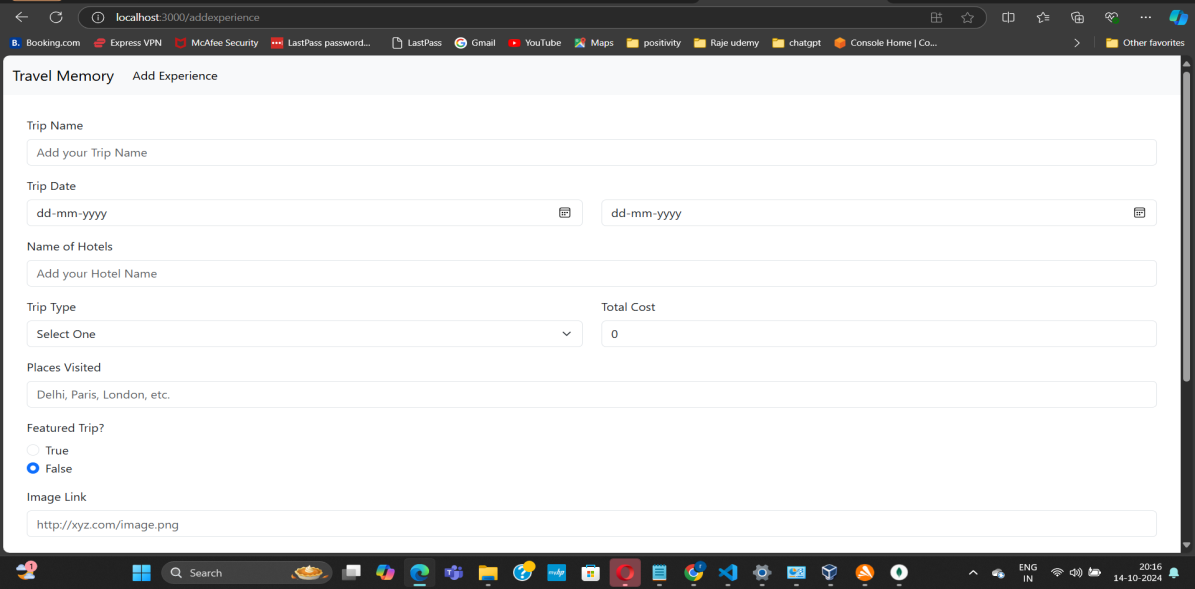 localhost:3000/addexperience
Booking.com Express VPN McAfee Security LastPass password... LastPass Gmail YouTube Maps positivity Raje udemy chatgpt Console Home | Co... Other favorites
Travel Memory Add Experience
Trip Name
Add your Trip Name
Trip Date
dd-mm-yyyy dd-mm-yyyy
Name of Hotels
Add your Hotel Name
Trip Type Total Cost
Select One 0
Places Visited
Delhi, Paris, London, etc.
Featured Trip?
True
False
Image Link
http://xyz.com/image.png
1 Search ENG 20:16
IN 14-10-2024